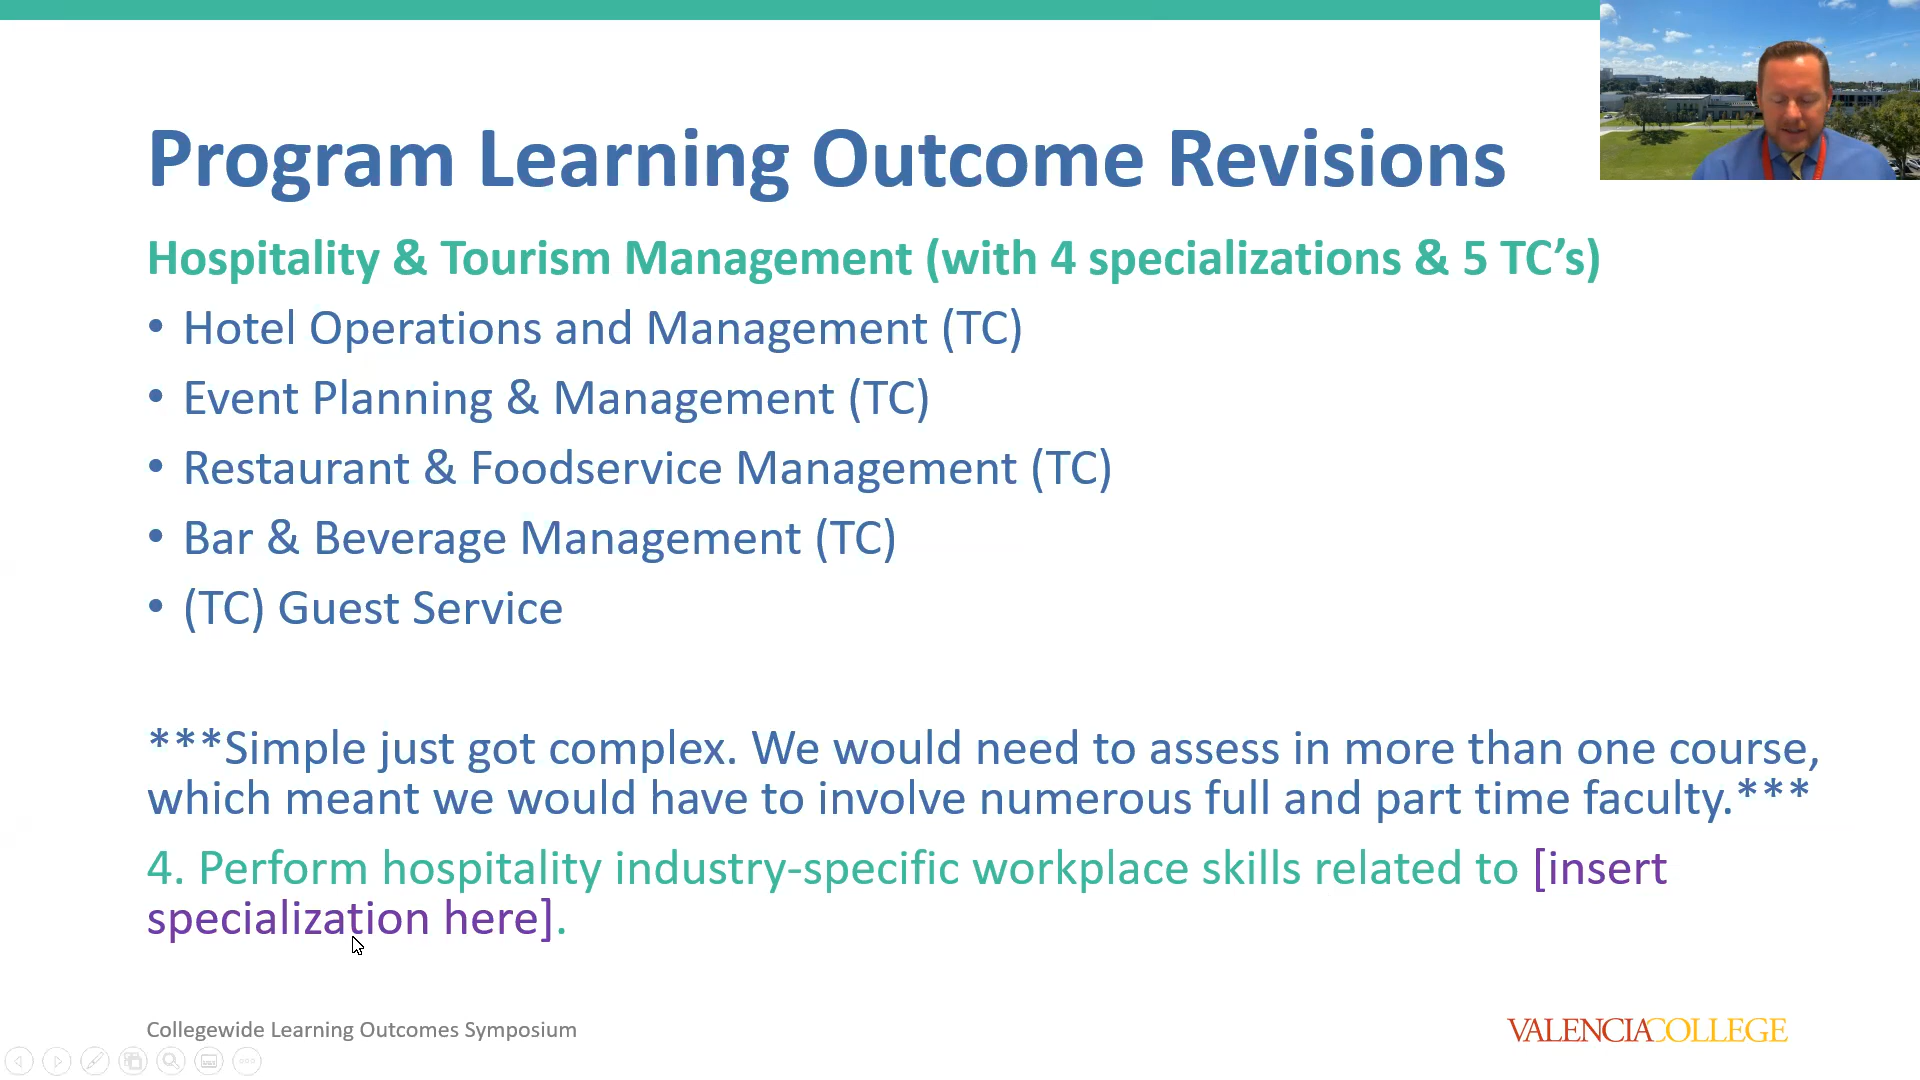 Program Learning Outcome Revisions
Hospitality & Tourism Management (with 4 specializations & 5 TC’s)
• Hotel Operations and Management (TC)
• Event Planning & Management (TC)
• Restaurant & Foodservice Management (TC)
• Bar & Beverage Management (TC)
• (TC) Guest Service
***Simple just got complex. We would need to assess in more than one course,
which meant we would have to involve numerous full and part time faculty.***
4. Perform hospitality industry-specific workplace skills related to [insert
specialization here].
Collegewide Learning Outcomes Symposium
VALENCIACOLLEGE